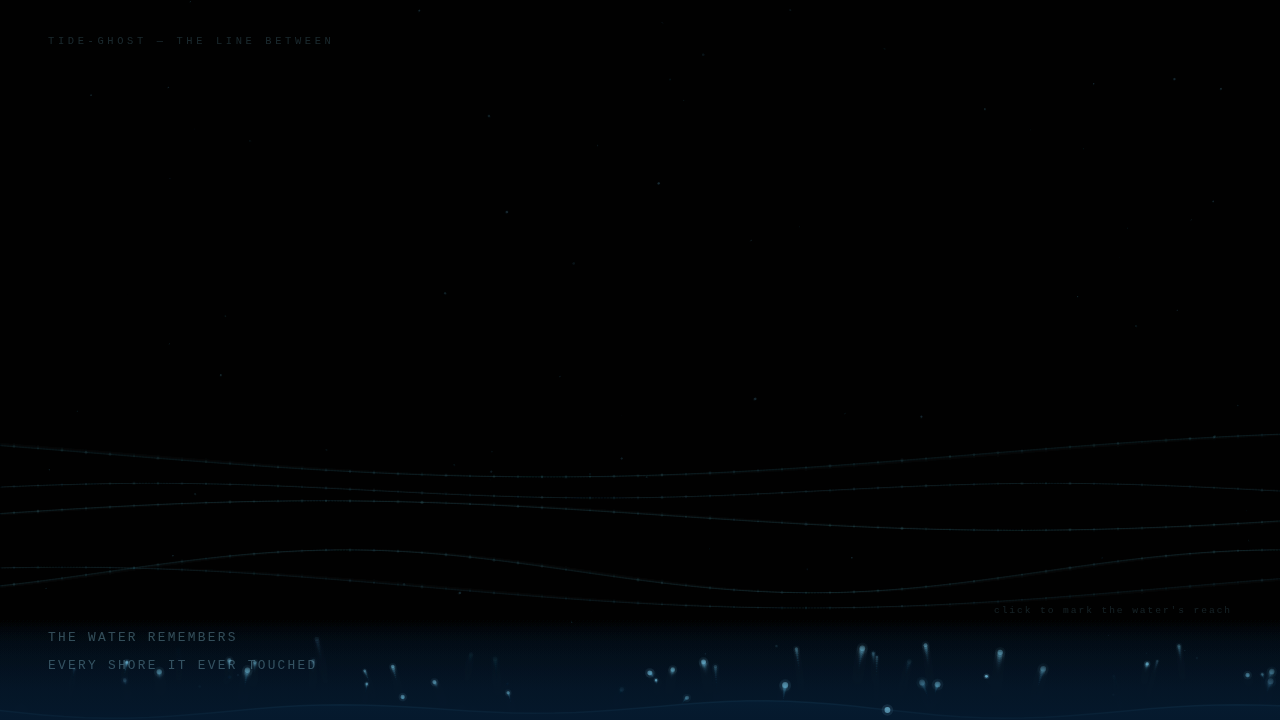 TIDE-GHOST — THE LINE BETWEEN
click to mark the water's reach
THE WATER REMEMBERS
EVERY SHORE IT EVER TOUCHED